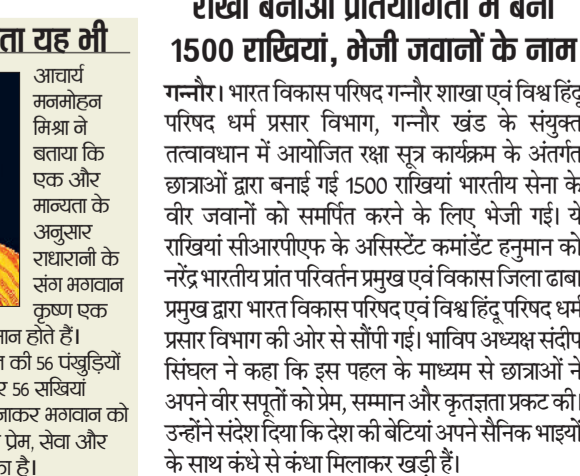 ता यह भी
आचार्य
मनमोहन
मिश्रा ने
बताया कि
एक और
मान्यता के
अनुसार
राधारानी के
संग भगवान
कृष्ण एक
होते हैं।
की 56 पंखुड़ियों
56 सखियां
भगवान को
प्रेम, सेवा और
है।
राखी बनाओ प्रतियोगिता में बनी
1500 राखियां, भेजी जवानों के नाम
गन्नौर। भारत विकास परिषद गन्नौर शाखा एवं विश्व हिंदू
परिषद धर्म प्रसार विभाग, गन्नौर खंड के संयुक्त
तत्वावधान में आयोजित रक्षा सूत्र कार्यक्रम के अंतर्गत
छात्राओं द्वारा बनाई गई 1500 राखियां भारतीय सेना के
वीर जवानों को समर्पित करने के लिए भेजी गई। ये
राखियां सीआरपीएफ के असिस्टेंट कमांडेंट हनुमान को
नरेंद्र भारतीय प्रांत परिवर्तन प्रमुख एवं विकास जिला ढाबा
प्रमुख द्वारा भारत विकास परिषद एवं विश्व हिंदू परिषद धर्म
प्रसार विभाग की ओर से सौंपी गई। भाविप अध्यक्ष संदीप
सिंघल ने कहा कि इस पहल के माध्यम से छात्राओं ने
अपने वीर सपूतों को प्रेम, सम्मान और कृतज्ञता प्रकट की।
उन्होंने संदेश दिया कि देश की बेटियां अपने सैनिक भाइयों
के साथ कंधे से कंधा मिलाकर खड़ी हैं।